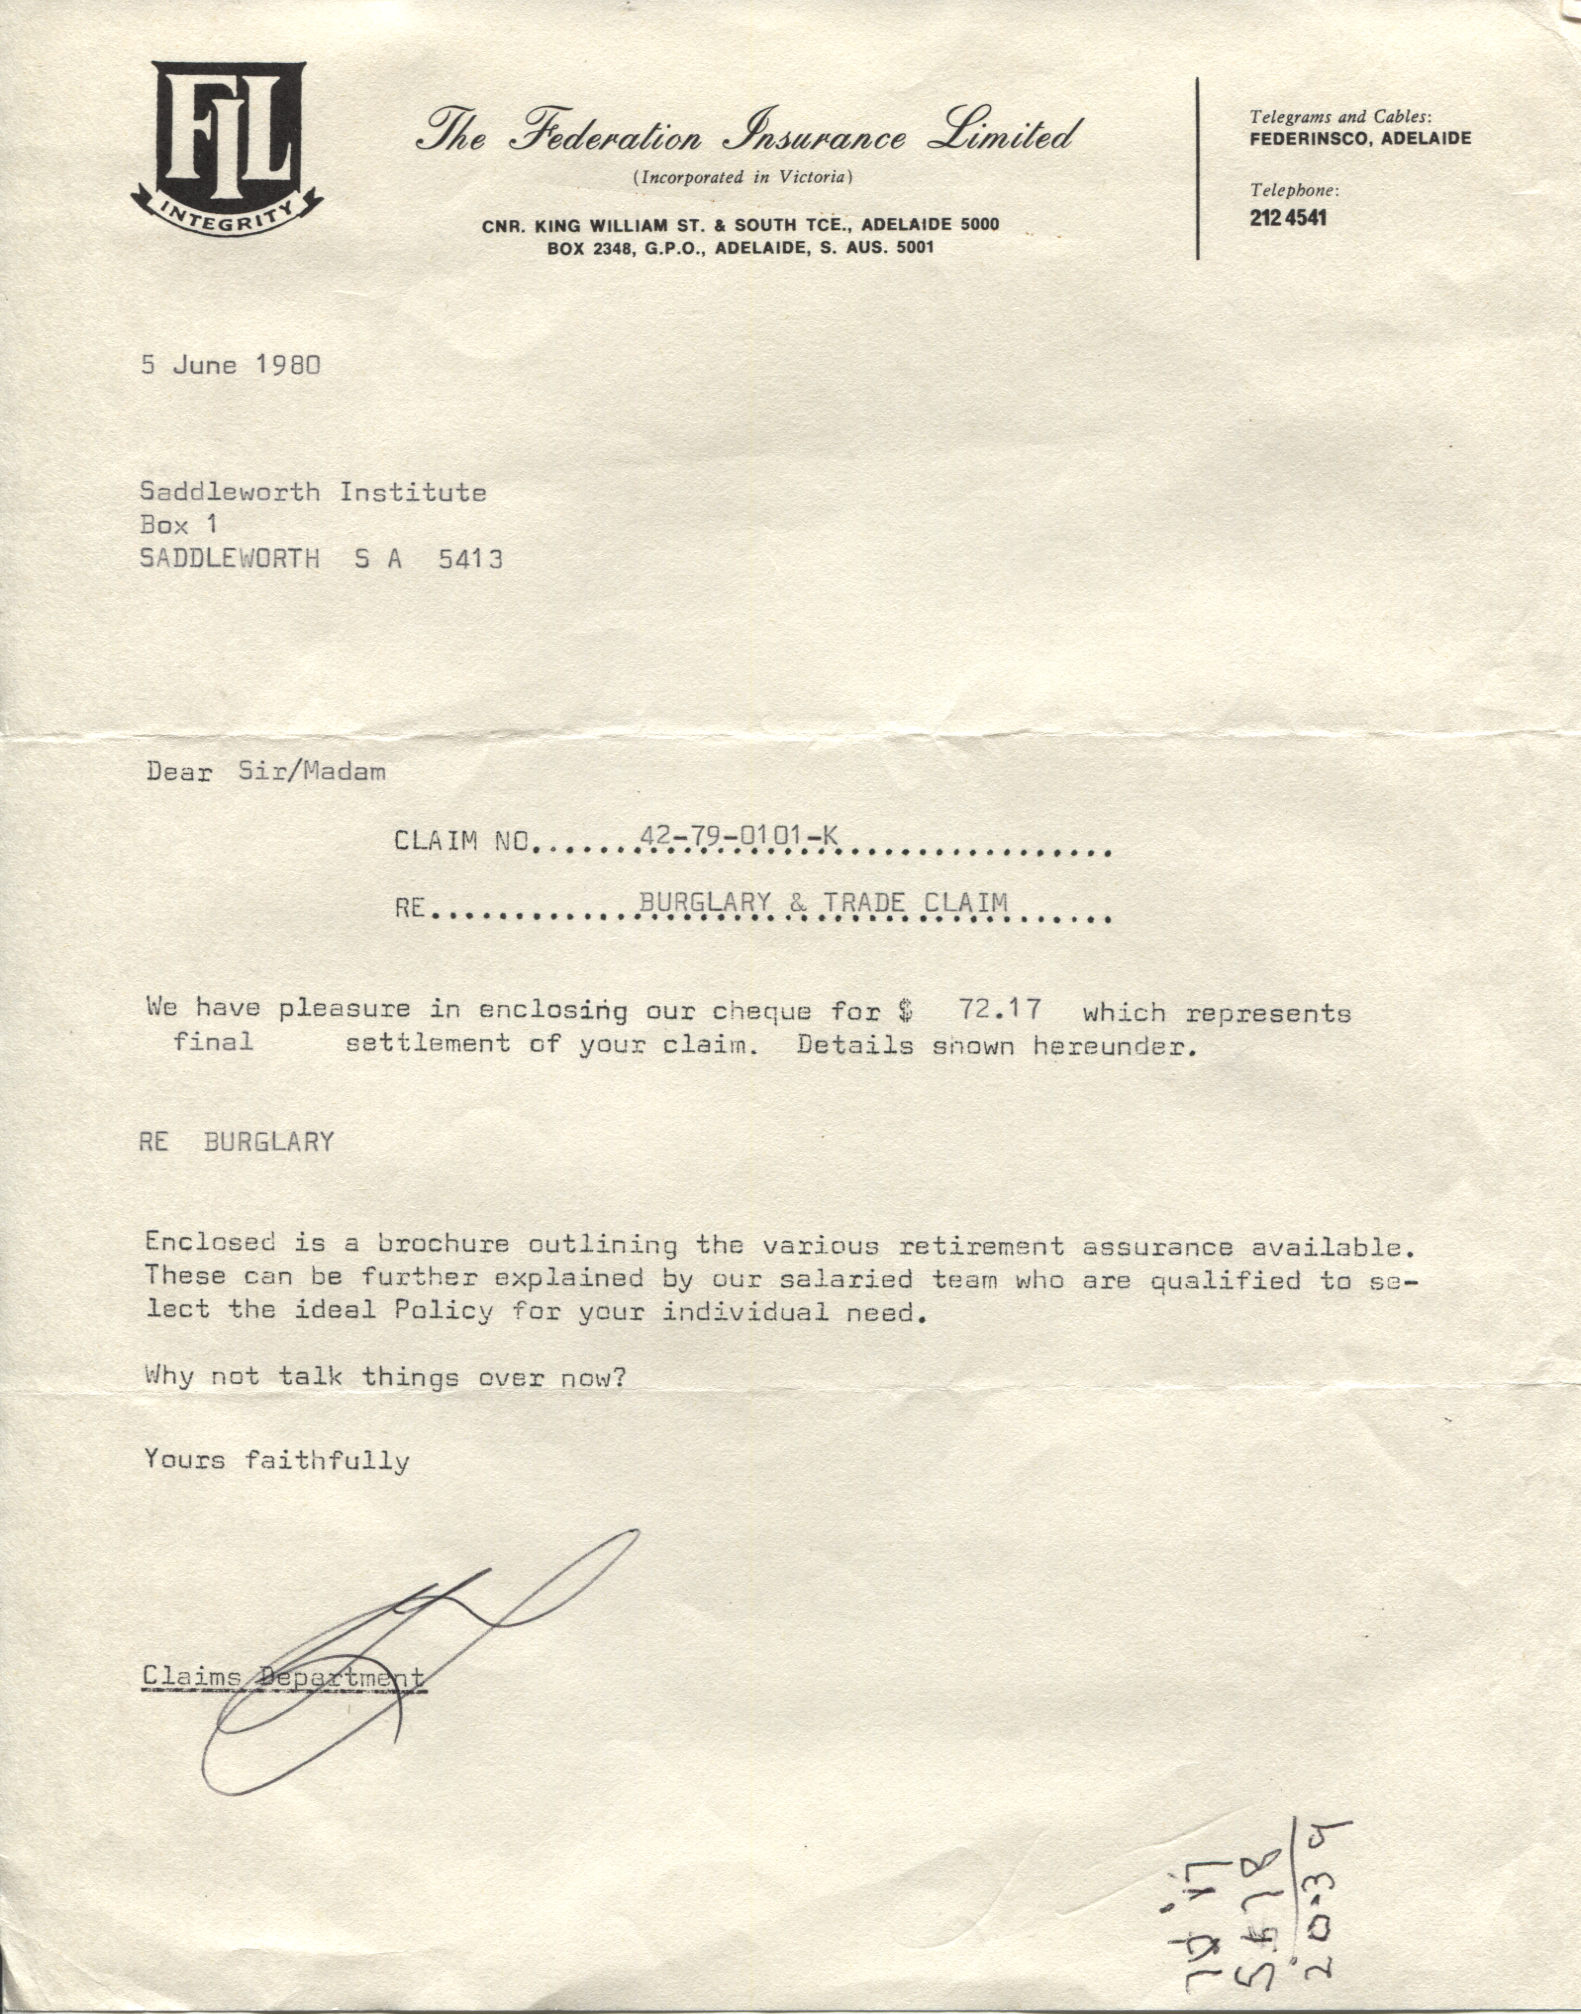 FIL
INTEGRITY
The Federation Insurance Limited
(Incorporated in Victoria)
CNR. KING WILLIAM ST. & SOUTH TCE., ADELAIDE 5000
BOX 2348, G.P.O., ADELAIDE, S. AUS. 5001
Telegrams and Cables:
FEDERINSCO, ADELAIDE
Telephone:
212 4541
5 June 1980
Saddleworth Institute
Box 1
SADDLEWORTH S A 5413
Dear Sir/Madam
CLAIM NO.......42-79-0101-K.................
RE.............BURGLARY & TRADE CLAIM......
We have pleasure in enclosing our cheque for $ 72.17 which represents
final settlement of your claim. Details shown hereunder.
RE BURGLARY
Enclosed is a brochure outlining the various retirement assurance available.
These can be further explained by our salaried team who are qualified to se-
lect the ideal Policy for your individual need.
Why not talk things over now?
Yours faithfully
Claims Department
20.39